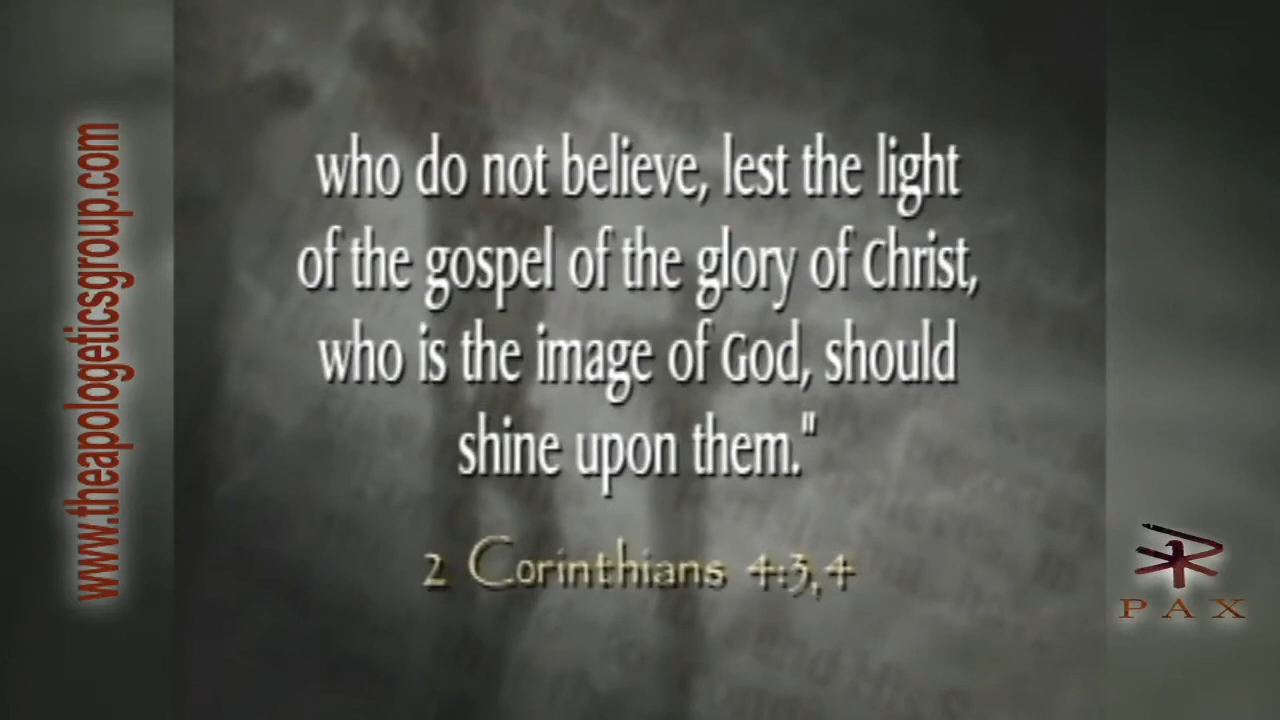 www.theapologeticsgroup.com
who do not believe, lest the light
of the gospel of the glory of Christ,
who is the image of God, should
shine upon them."
2 Corinthians 4:3,4
PAX